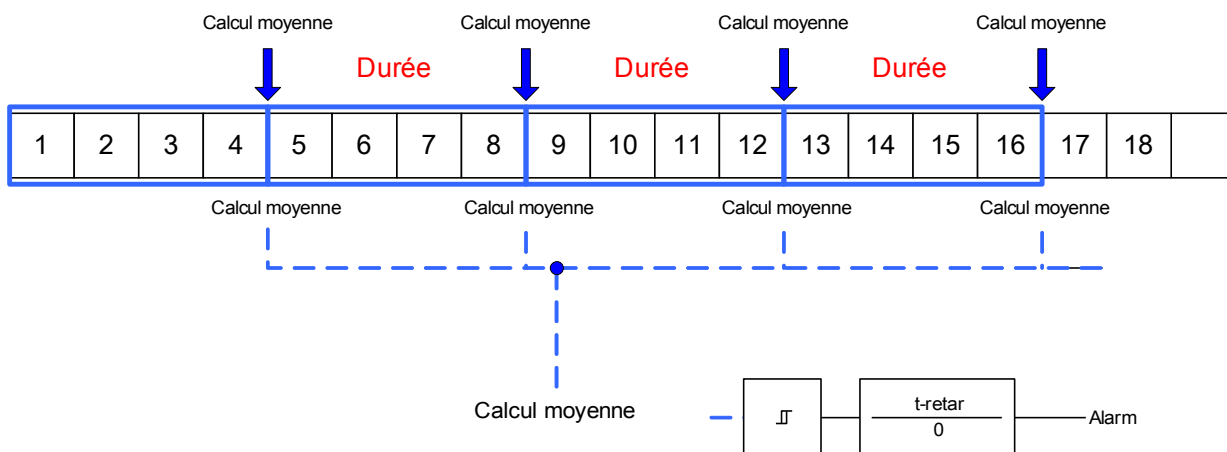 Calcul moyenne Calcul moyenne Calcul moyenne Calcul moyenne
Durée Durée Durée
1 2 3 4 5 6 7 8 9 10 11 12 13 14 15 16 17 18
Calcul moyenne Calcul moyenne Calcul moyenne Calcul moyenne
Calcul moyenne
t-retar
0
Alarm